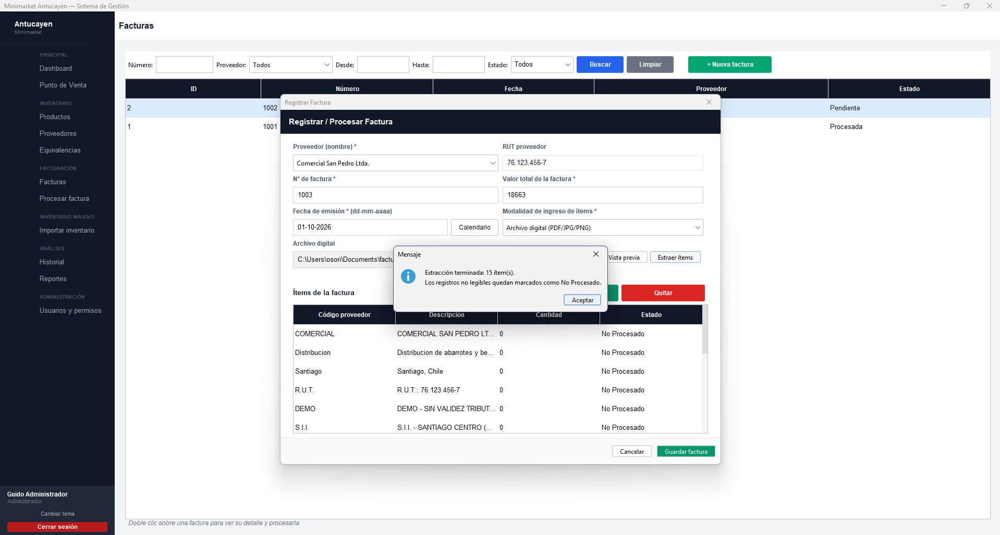 Minimarket Antucayen — Sistema de Gestión
Antucayen
Minimarket
PRINCIPAL
Dashboard
Punto de Venta
INVENTARIO
Productos
Proveedores
Equivalencias
FACTURACIÓN
Facturas
Procesar factura
INVENTARIO MASIVO
Importar inventario
ANÁLISIS
Historial
Reportes
ADMINISTRACIÓN
Usuarios y permisos
Guido Administrador
Administrador
Cambiar tema
Cerrar sesión
Facturas
Número: Proveedor: Todos Desde: Hasta: Estado: Todos Buscar Limpiar + Nueva factura
ID Número Fecha Proveedor Estado
2 1002 Pendiente
1 1001 Procesada
Registrar Factura
Registrar / Procesar Factura
Proveedor (nombre) * RUT proveedor
Comercial San Pedro Ltda. 76.123.456-7
N° de factura * Valor total de la factura *
1003 18663
Fecha de emisión * (dd-mm-aaaa) Modalidad de ingreso de ítems *
01-10-2026 Calendario Archivo digital (PDF/JPG/PNG)
Archivo digital
C:\Users\osori\Documents\factu Vista previa Extraer ítems
Mensaje
Extracción terminada: 15 ítem(s).
Los registros no legibles quedan marcados como No Procesado.
Aceptar
Ítems de la factura Quitar
Código proveedor Descripción Cantidad Estado
COMERCIAL COMERCIAL SAN PEDRO LT... 0 No Procesado
Distribucion Distribucion de abarrotes y be... 0 No Procesado
Santiago Santiago, Chile 0 No Procesado
R.U.T. R.U.T.: 76.123.456-7 0 No Procesado
DEMO DEMO - SIN VALIDEZ TRIBUT... 0 No Procesado
S.I.I. S.I.I. - SANTIAGO CENTRO (... 0 No Procesado
Cancelar Guardar factura
Doble clic sobre una factura para ver su detalle y procesarla